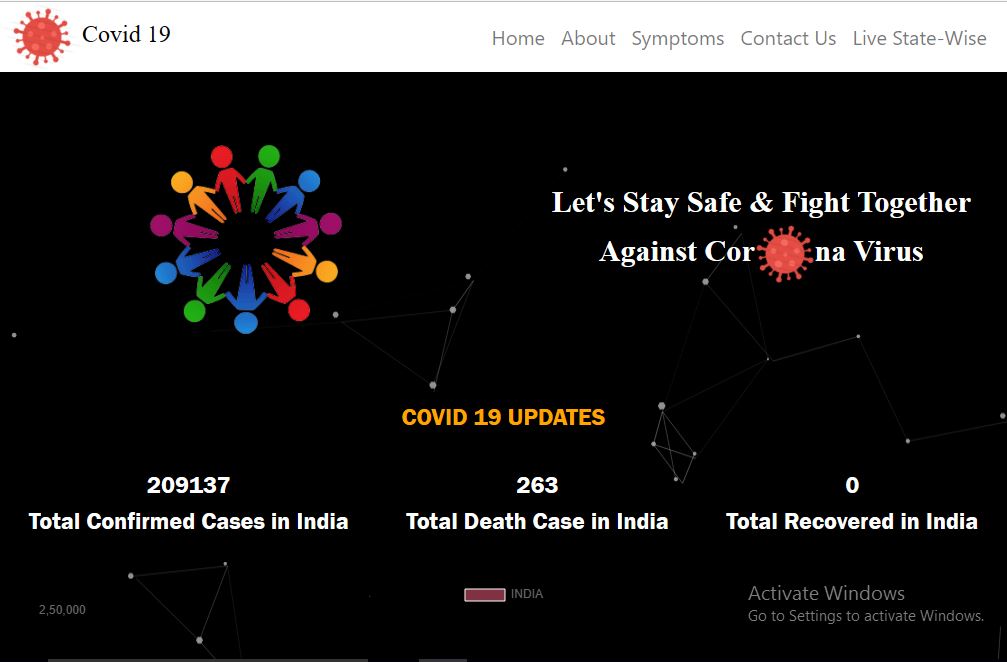 Covid 19
Home About Symptoms Contact Us Live State-Wise
Let's Stay Safe & Fight Together
Against Cor na Virus
COVID 19 UPDATES
209137
Total Confirmed Cases in India
263
Total Death Case in India
0
Total Recovered in India
INDIA
2,50,000
Activate Windows
Go to Settings to activate Windows.